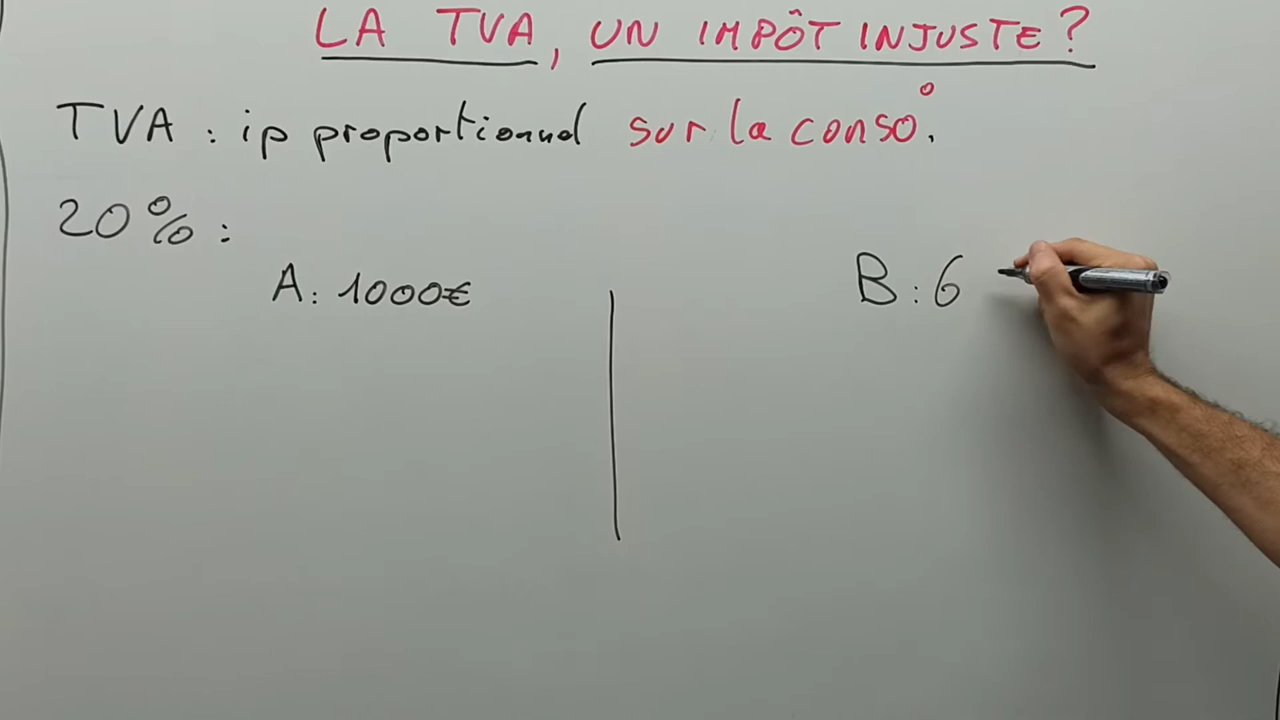 LA TVA, UN IMPÔT INJUSTE ?
TVA : ip proportionnel sur la conso°.
20% :
A : 1000€
B : 6